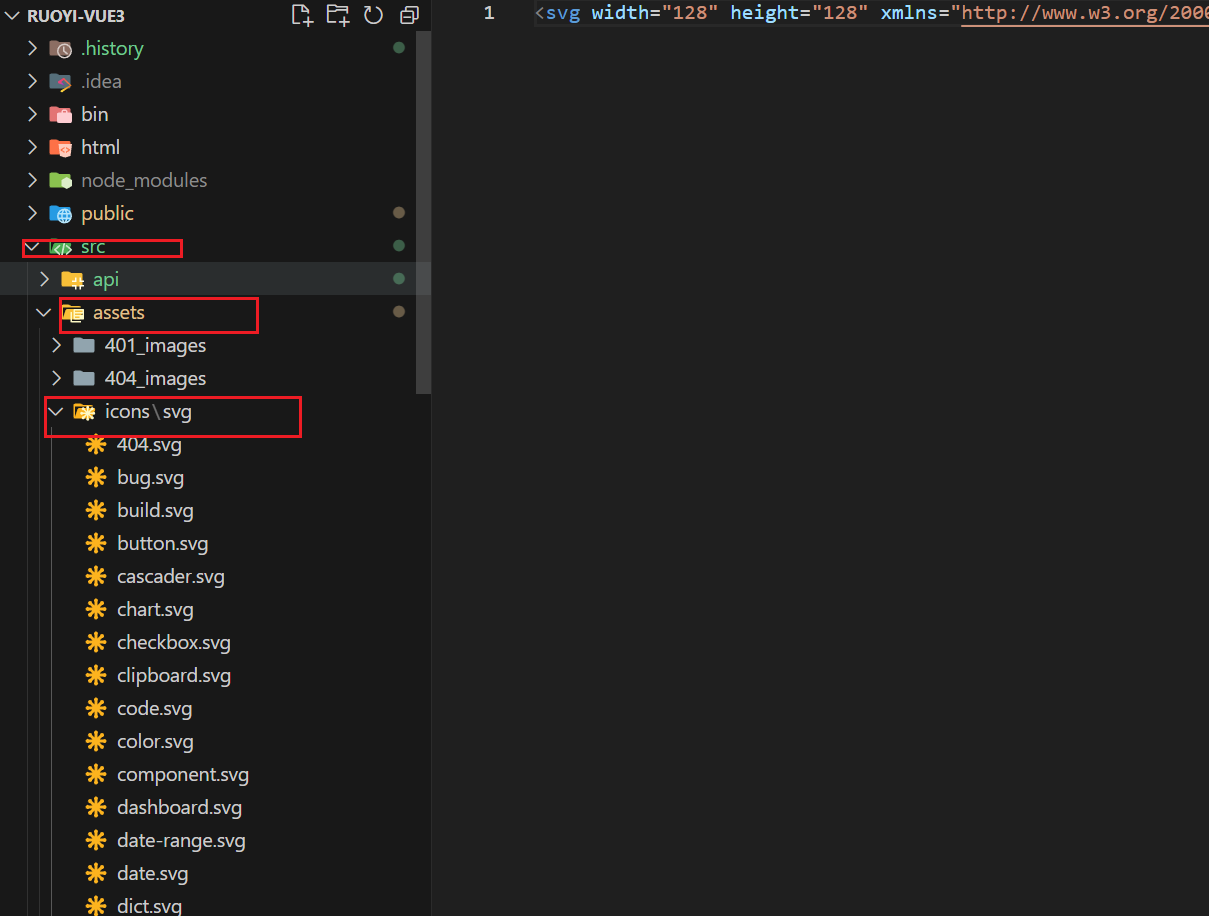 RUOYI-VUE3
.history
.idea
bin
html
node_modules
public
src
api
assets
401_images
404_images
icons\svg
404.svg
bug.svg
build.svg
button.svg
cascader.svg
chart.svg
checkbox.svg
clipboard.svg
code.svg
color.svg
component.svg
dashboard.svg
date-range.svg
date.svg
dict.svg
1 <svg width="128" height="128" xmlns="http://www.w3.org/2000